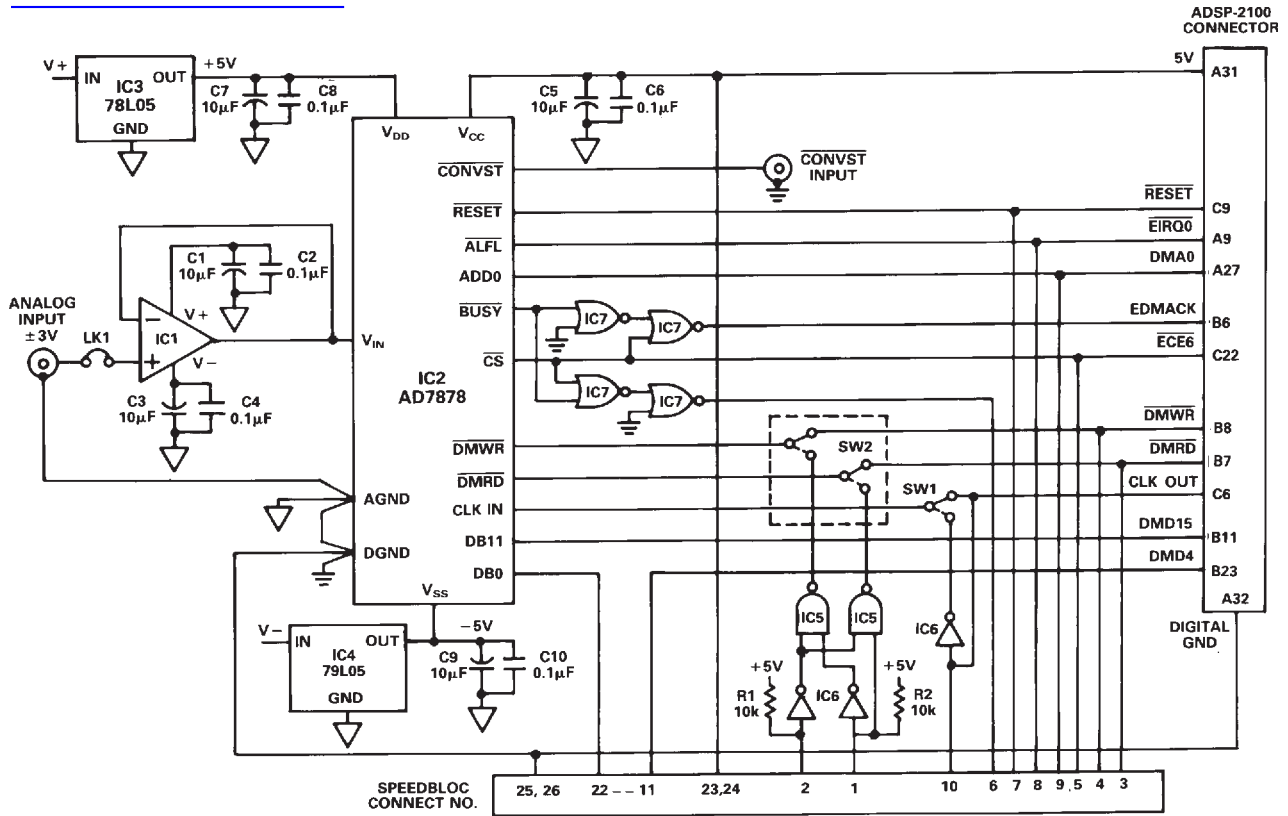 ADSP-2100
CONNECTOR
V+
IN
OUT
IC3
78L05
GND
+5V
C7
10µF
C8
0.1µF
C5
10µF
C6
0.1µF
5V
A31
VDD
VCC
CONVST
CONVST
INPUT
RESET
RESET
C9
ALFL
EIRQ0
A9
ADD0
DMA0
A27
C1
10µF
C2
0.1µF
ANALOG
INPUT
±3V
LK1
IC1
V+
V−
−
+
VIN
BUSY
IC7
IC7
EDMACK
B6
CS
ECE6
C22
IC2
AD7878
IC7
IC7
C3
10µF
C4
0.1µF
DMWR
SW2
DMWR
B8
DMRD
DMRD
B7
CLK IN
SW1
CLK OUT
C6
AGND
DB11
DMD15
B11
DGND
DB0
DMD4
B23
VSS
A32
DIGITAL
GND
V−
IN
OUT
IC4
79L05
GND
−5V
C9
10µF
C10
0.1µF
IC5
IC5
IC6
+5V
R1
10k
IC6
+5V
R2
10k
SPEEDBLOC
CONNECT NO.
25, 26
22 – – 11
23,24
2
1
10
6
7
8
9
5
4
3